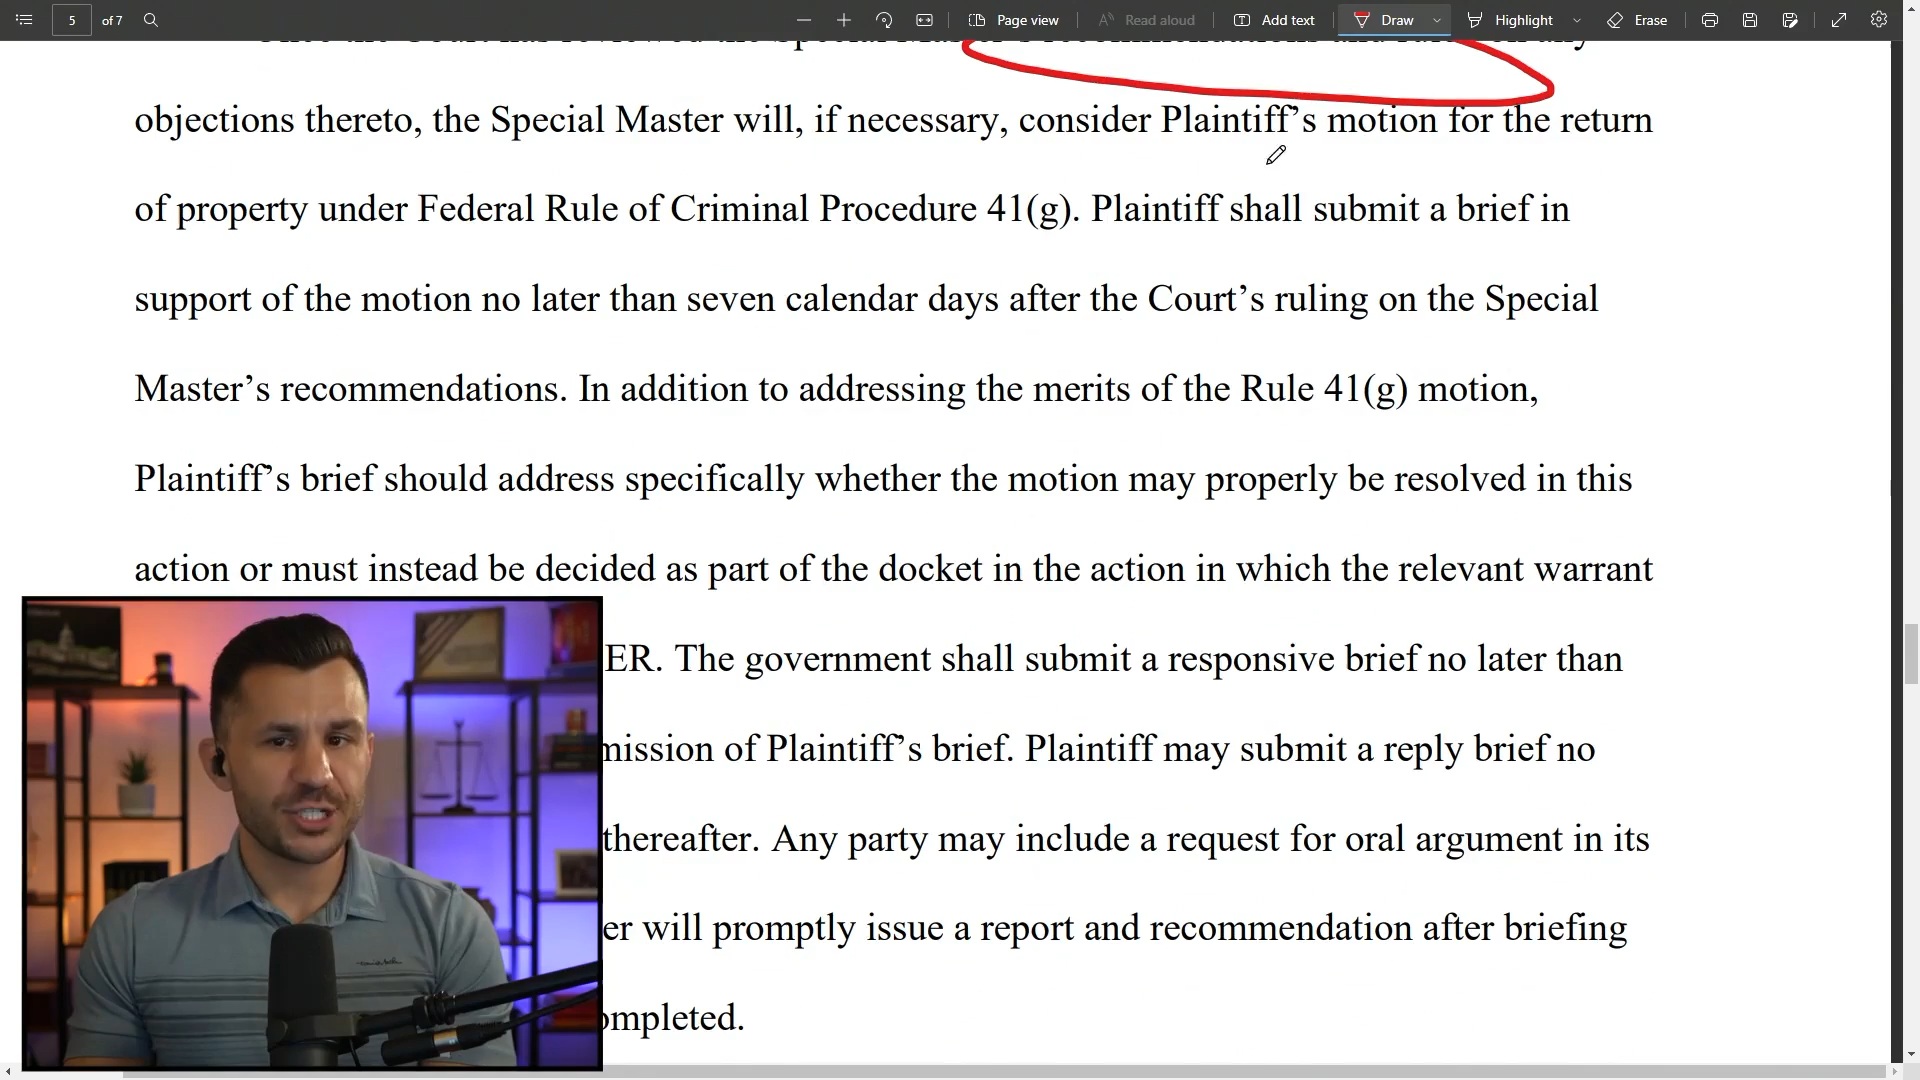 5 of 7 Page view Read aloud Add text Draw Highlight Erase
objections thereto, the Special Master will, if necessary, consider Plaintiff’s motion for the return
of property under Federal Rule of Criminal Procedure 41(g). Plaintiff shall submit a brief in
support of the motion no later than seven calendar days after the Court’s ruling on the Special
Master’s recommendations. In addition to addressing the merits of the Rule 41(g) motion,
Plaintiff’s brief should address specifically whether the motion may properly be resolved in this
action or must instead be decided as part of the docket in the action in which the relevant warrant
ER. The government shall submit a responsive brief no later than
mission of Plaintiff’s brief. Plaintiff may submit a reply brief no
thereafter. Any party may include a request for oral argument in its
er will promptly issue a report and recommendation after briefing
ompleted.